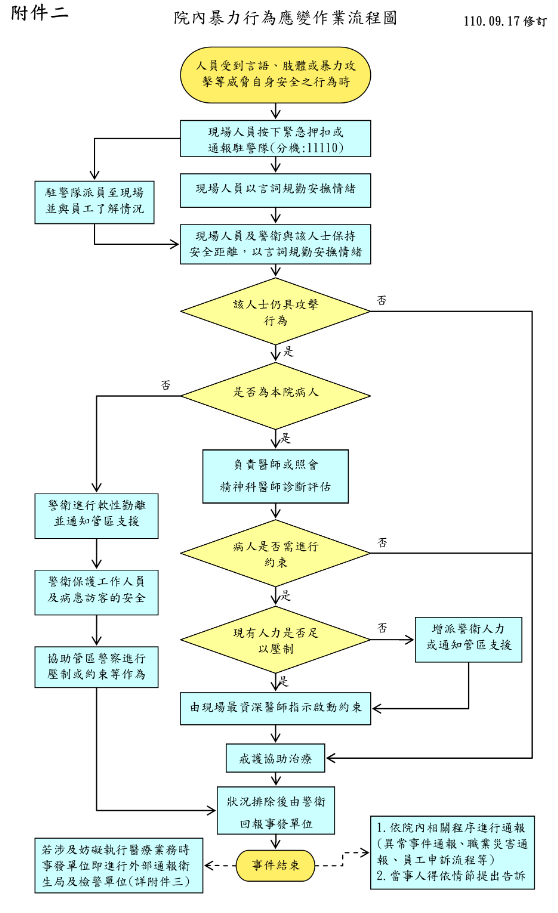 附件二
院內暴力行為應變作業流程圖
110.09.17修訂
人員受到言語、肢體或暴力攻
擊等威脅自身安全之行為時
現場人員按下緊急押扣或
通報駐警隊(分機:11110)
駐警隊派員至現場
並與員工了解情況
現場人員以言詞規勸安撫情緒
現場人員及警衛與該人士保持
安全距離，以言詞規勸安撫情緒
該人士仍具攻擊
行為
否
是
是否為本院病人
否
是
負責醫師或照會
精神科醫師診斷評估
警衛進行軟性勸離
並通知管區支援
病人是否需進行
約束
否
是
警衛保護工作人員
及病患訪客的安全
現有人力是否足
以壓制
否
增派警衛人力
或通知管區支援
是
協助管區警察進行
壓制或約束等作為
由現場最資深醫師指示啟動約束
戒護協助治療
狀況排除後由警衛
回報事發單位
若涉及妨礙執行醫療業務時
事發單位即進行外部通報衛
生局及檢警單位(詳附件三)
事件結束
1.依院內相關程序進行通報
(異常事件通報、職業災害通
報、員工申訴流程等)
2.當事人得依情節提出告訴